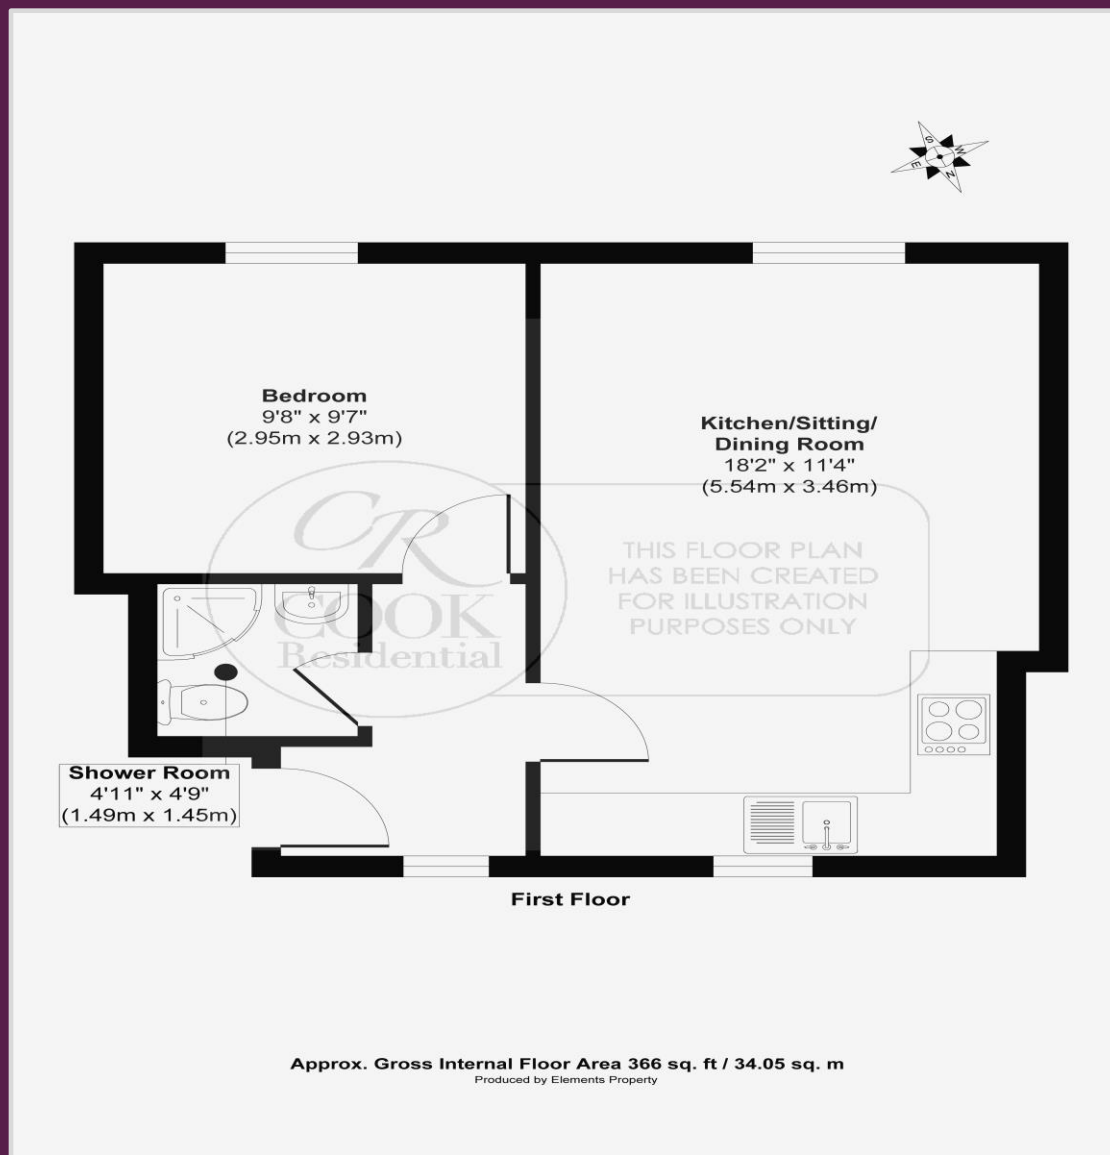 S
W
E
N
Bedroom
9'8" x 9'7"
(2.95m x 2.93m)
Kitchen/Sitting/
Dining Room
18'2" x 11'4"
(5.54m x 3.46m)
CR
COOK
Residential
THIS FLOOR PLAN
HAS BEEN CREATED
FOR ILLUSTRATION
PURPOSES ONLY
Shower Room
4'11" x 4'9"
(1.49m x 1.45m)
First Floor
Approx. Gross Internal Floor Area 366 sq. ft / 34.05 sq. m
Produced by Elements Property